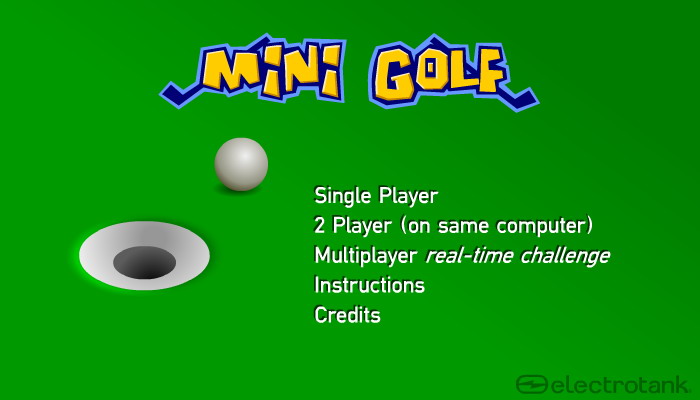 MINI GOLF
Single Player
2 Player (on same computer)
Multiplayer real-time challenge
Instructions
Credits
electrotank